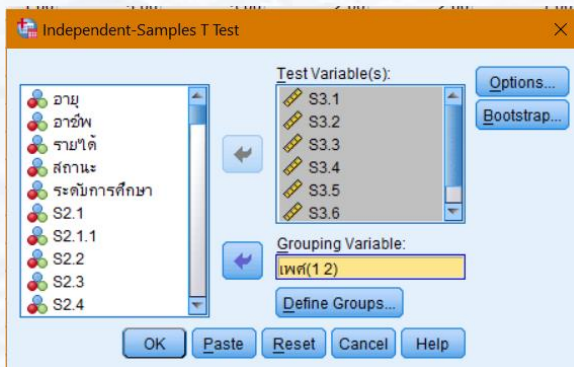 Independent-Samples T Test
อายุ
อาชีพ
รายได้
สถานะ
ระดับการศึกษา
S2.1
S2.1.1
S2.2
S2.3
S2.4
Test Variable(s):
S3.1
S3.2
S3.3
S3.4
S3.5
S3.6
Grouping Variable:
เพศ(1 2)
Define Groups...
Options...
Bootstrap...
OK
Paste
Reset
Cancel
Help